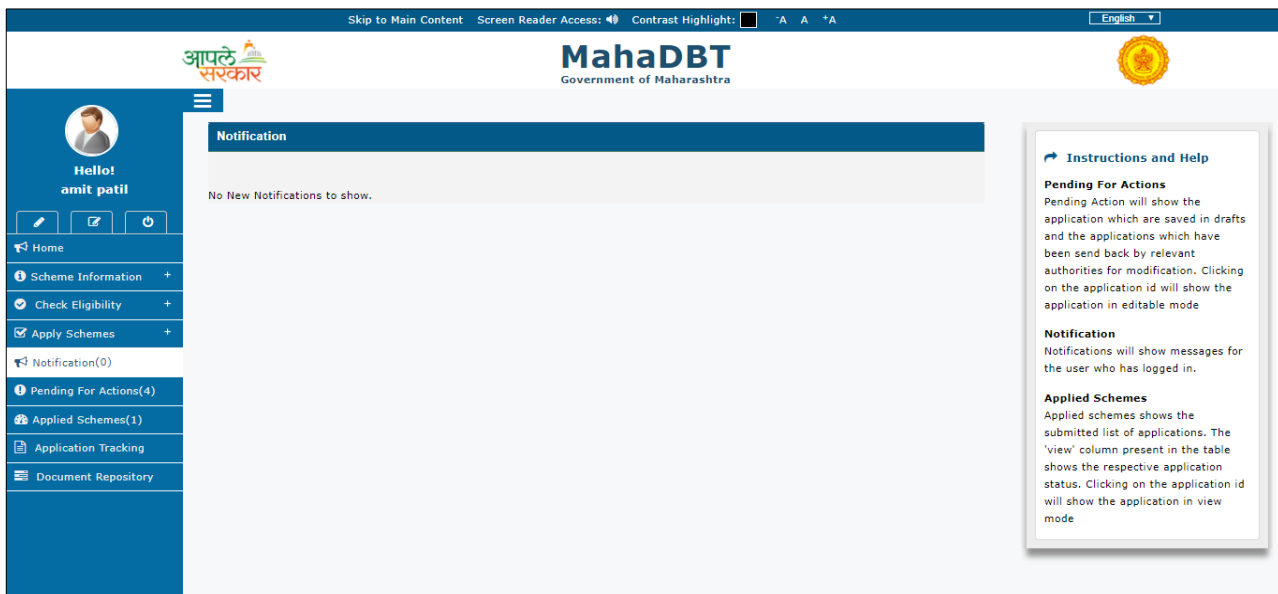 Skip to Main Content Screen Reader Access: Contrast Highlight: -A A +A English
आपले
सरकार
MahaDBT
Government of Maharashtra
Hello!
amit patil
Home
Scheme Information +
Check Eligibility +
Apply Schemes +
Notification(0)
Pending For Actions(4)
Applied Schemes(1)
Application Tracking
Document Repository
Notification
No New Notifications to show.
Instructions and Help
Pending For Actions
Pending Action will show the
application which are saved in drafts
and the applications which have
been send back by relevant
authorities for modification. Clicking
on the application id will show the
application in editable mode
Notification
Notifications will show messages for
the user who has logged in.
Applied Schemes
Applied schemes shows the
submitted list of applications. The
'view' column present in the table
shows the respective application
status. Clicking on the application id
will show the application in view
mode